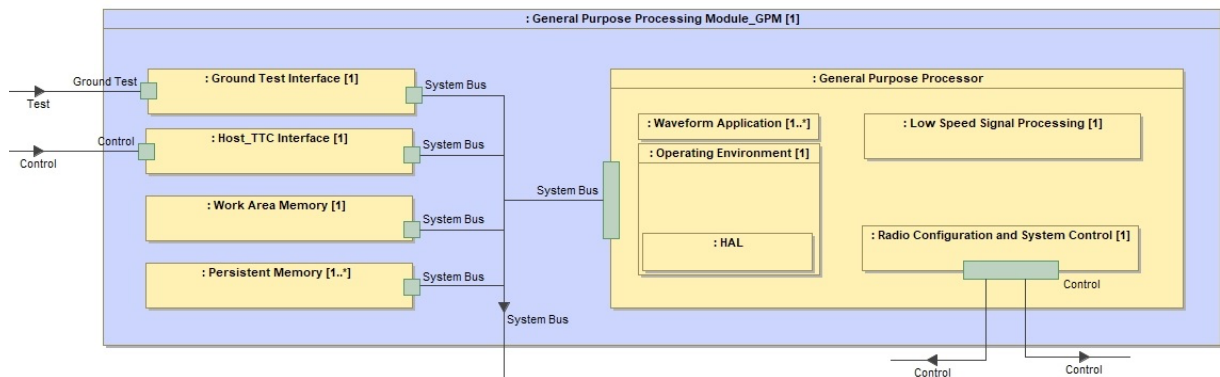 : General Purpose Processing Module_GPM [1]
Ground Test
Test
: Ground Test Interface [1]
System Bus
Control
Control
: Host_TTC Interface [1]
System Bus
: Work Area Memory [1]
System Bus
: Persistent Memory [1..*]
System Bus
System Bus
System Bus
: General Purpose Processor
: Waveform Application [1..*]
: Operating Environment [1]
: HAL
: Low Speed Signal Processing [1]
: Radio Configuration and System Control [1]
Control
Control
Control